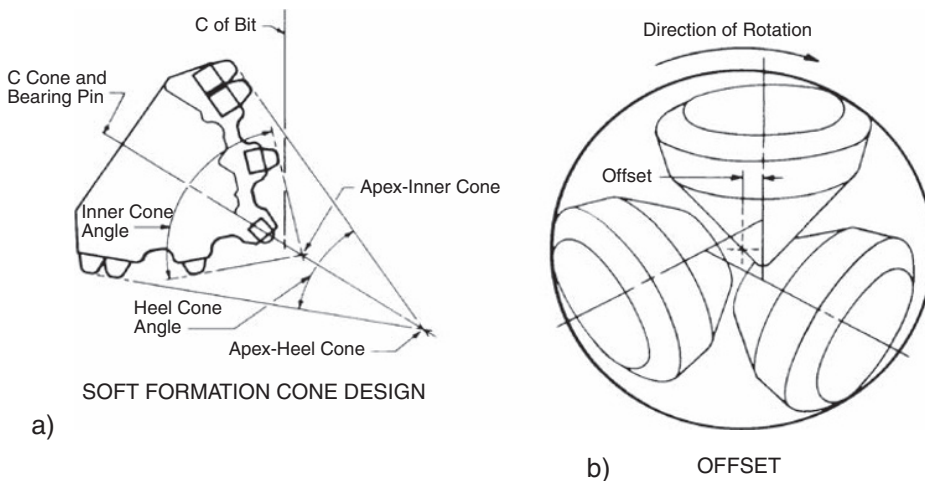 C of Bit
C Cone and
Bearing Pin
Apex-Inner Cone
Inner Cone
Angle
Heel Cone
Angle
Apex-Heel Cone
SOFT FORMATION CONE DESIGN
a)
Direction of Rotation
Offset
b)
OFFSET